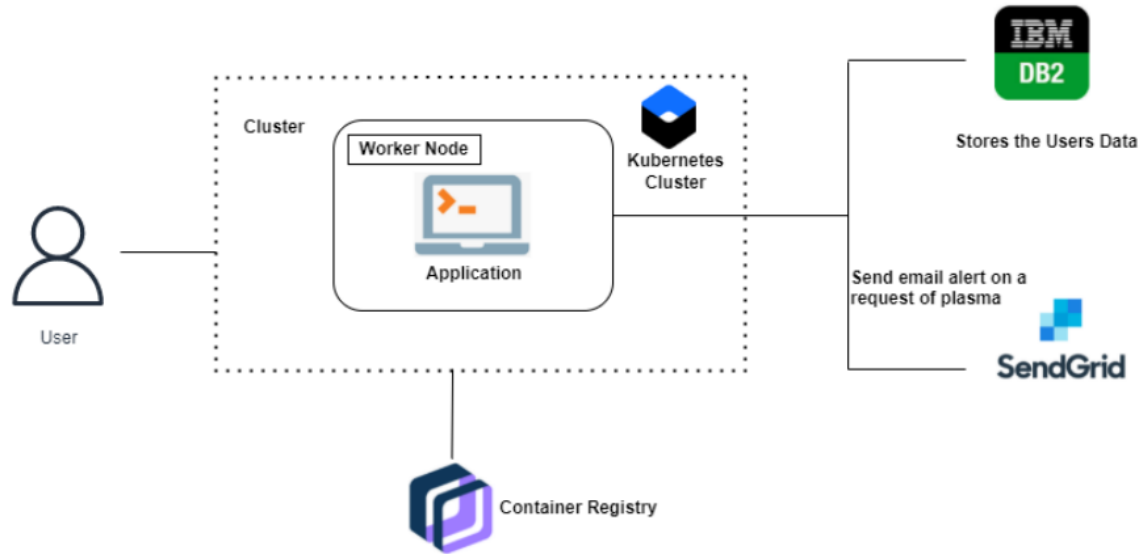 IBM
DB2
Stores the Users Data
Cluster
Worker Node
Kubernetes
Cluster
Application
User
Send email alert on a
request of plasma
SendGrid
Container Registry